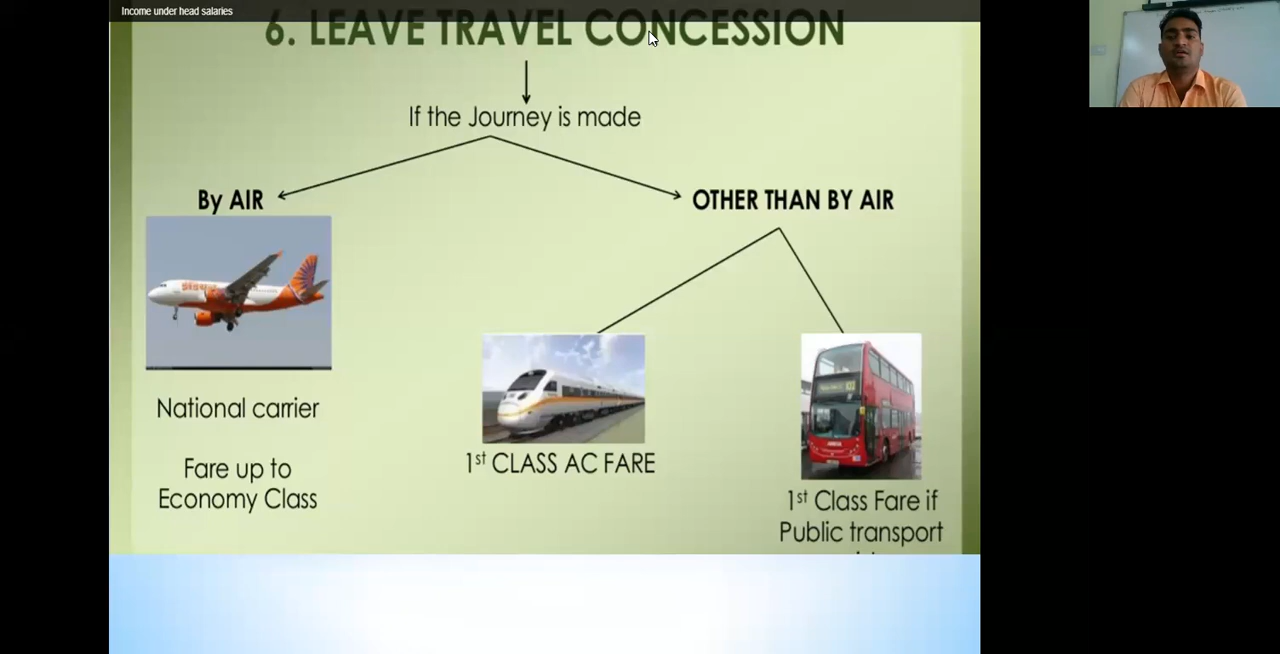 Income under head salaries
6. LEAVE TRAVEL CONCESSION
If the Journey is made
By AIR
OTHER THAN BY AIR
National carrier
Fare up to
Economy Class
1st CLASS AC FARE
1st Class Fare if
Public transport